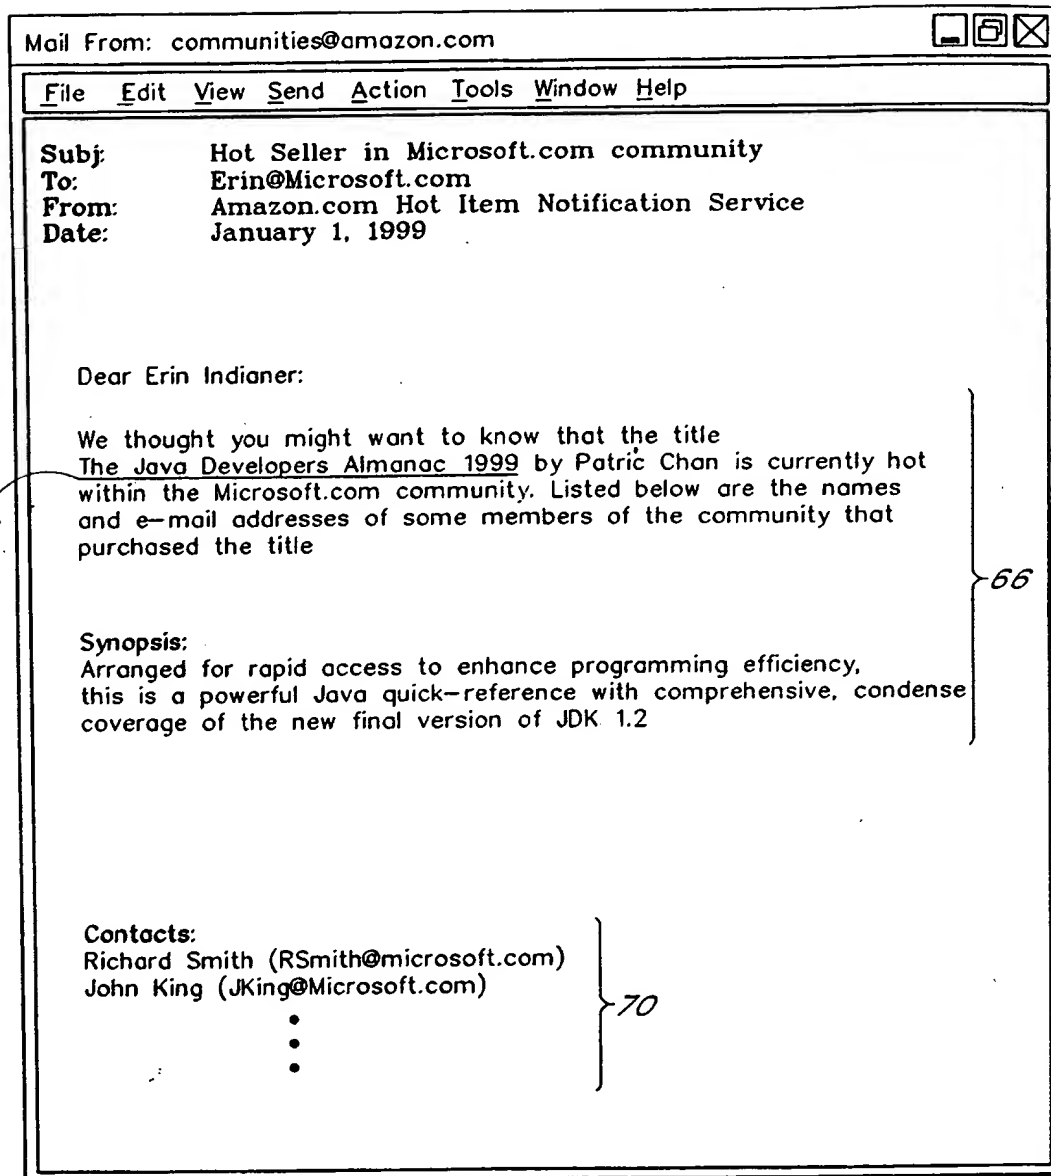 Mail From: communities@amazon.com
File Edit View Send Action Tools Window Help
Subj: Hot Seller in Microsoft.com community
To: Erin@Microsoft.com
From: Amazon.com Hot Item Notification Service
Date: January 1, 1999
Dear Erin Indianer:
We thought you might want to know that the title
The Java Developers Almanac 1999 by Patric Chan is currently hot
within the Microsoft.com community. Listed below are the names
and e-mail addresses of some members of the community that
purchased the title
66
Synopsis:
Arranged for rapid access to enhance programming efficiency,
this is a powerful Java quick-reference with comprehensive, condense
coverage of the new final version of JDK 1.2
Contacts:
Richard Smith (RSmith@microsoft.com)
John King (JKing@Microsoft.com)
70